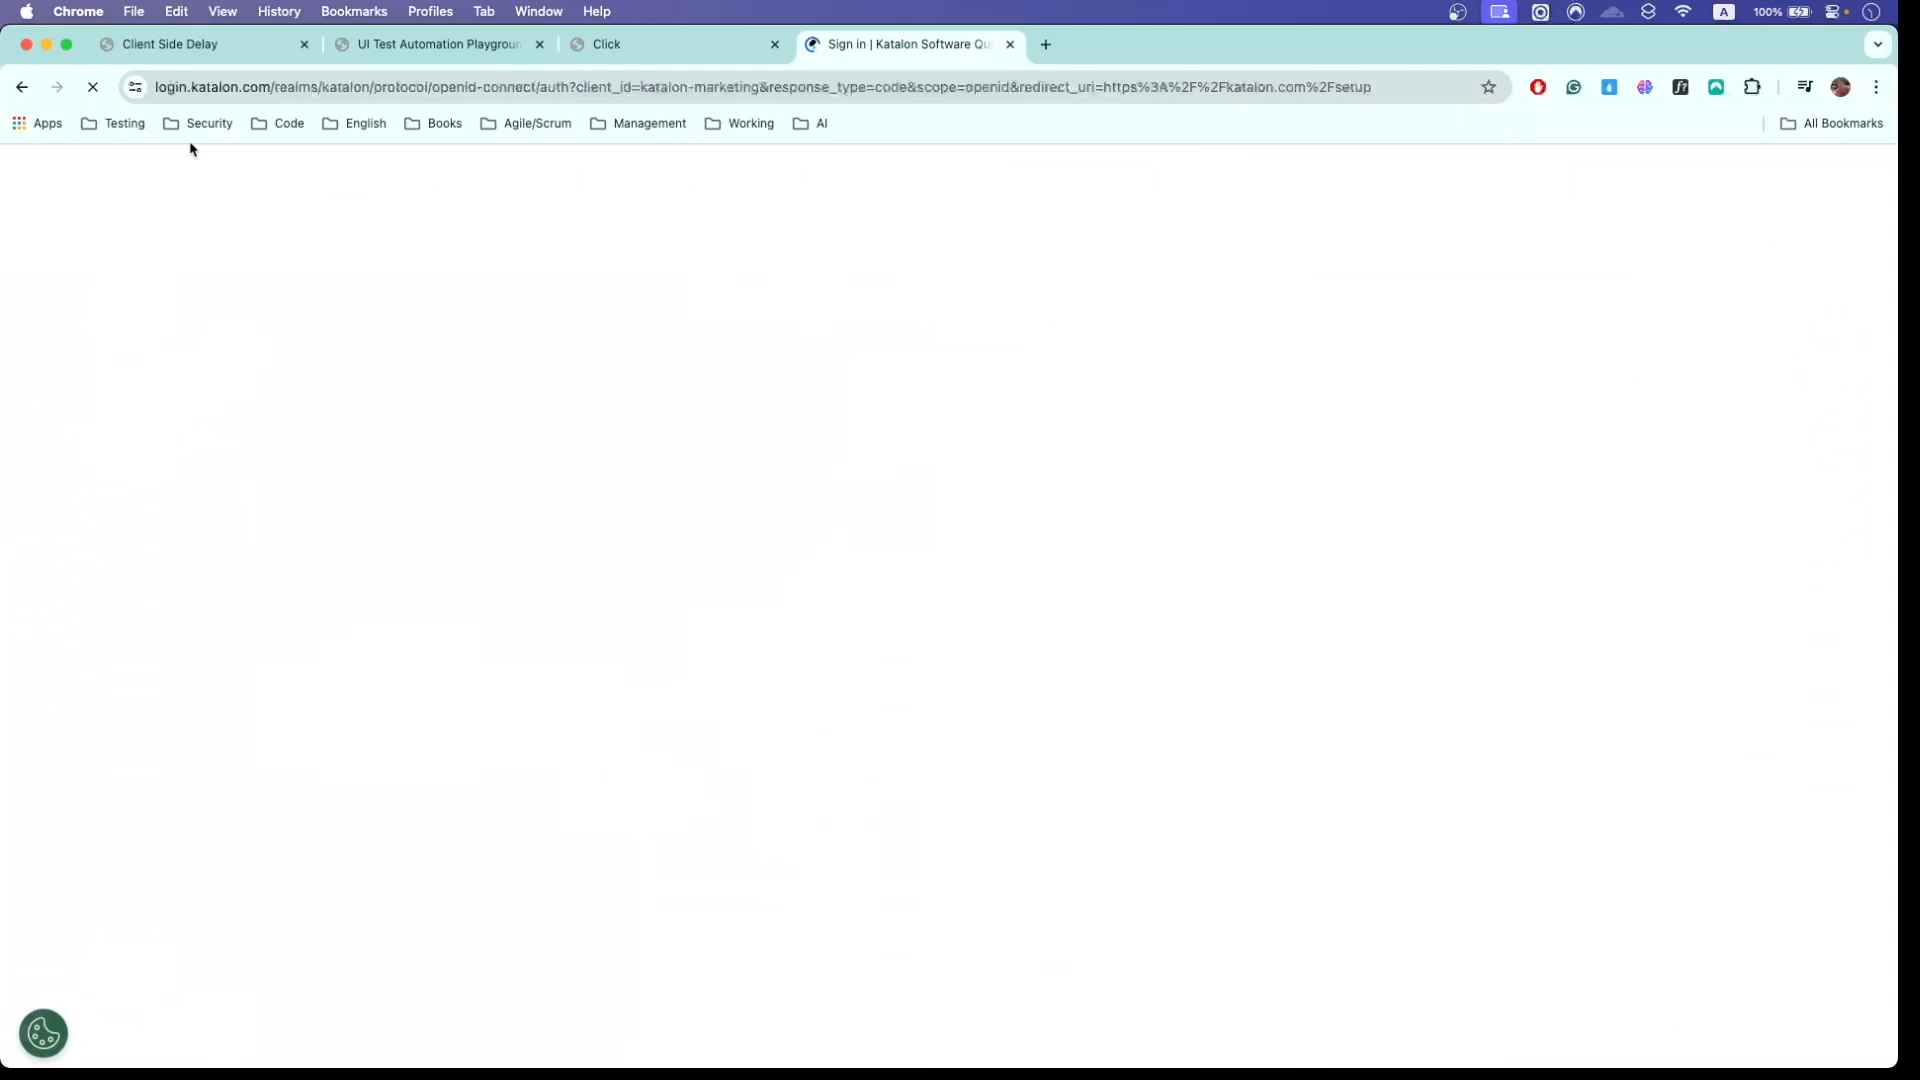 Chrome File Edit View History Bookmarks Profiles Tab Window Help A 100%
Client Side Delay UI Test Automation Playgroun Click Sign in | Katalon Software Qu
login.katalon.com/realms/katalon/protocol/openid-connect/auth?client_id=katalon-marketing&response_type=code&scope=openid&redirect_uri=https%3A%2F%2Fkatalon.com%2Fsetup
Apps Testing Security Code English Books Agile/Scrum Management Working AI All Bookmarks